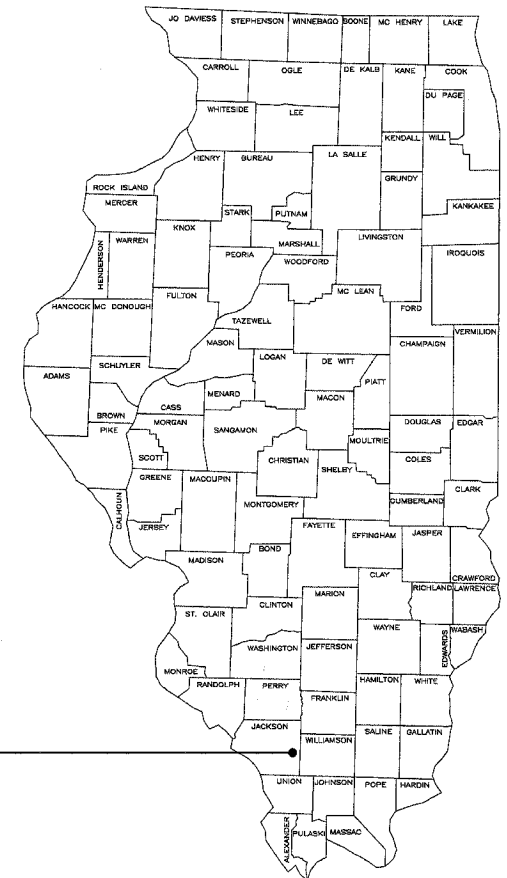 JO DAVIESS STEPHENSON WINNEBAGO BOONE MC HENRY LAKE
CARROLL OGLE DE KALB KANE COOK
DU PAGE
WHITESIDE LEE
KENDALL WILL
HENRY BUREAU LA SALLE
GRUNDY
ROCK ISLAND
MERCER STARK PUTNAM KANKAKEE
KNOX
HENDERSON WARREN MARSHALL LIVINGSTON
PEORIA WOODFORD IROQUOIS
FULTON MC LEAN
HANCOCK MC DONOUGH FORD
TAZEWELL
MASON CHAMPAIGN VERMILION
LOGAN DE WITT
SCHUYLER
ADAMS PIATT
MENARD MACON
CASS
BROWN
PIKE MORGAN SANGAMON DOUGLAS EDGAR
MOULTRIE
SCOTT CHRISTIAN COLES
SHELBY
GREENE MACOUPIN
CLARK
CALHOUN MONTGOMERY CUMBERLAND
JERSEY FAYETTE
EFFINGHAM JASPER
BOND
MADISON CLAY CRAWFORD
MARION RICHLAND LAWRENCE
CLINTON
ST. CLAIR WAYNE
EDWARDS WABASH
WASHINGTON JEFFERSON
MONROE
RANDOLPH PERRY HAMILTON WHITE
FRANKLIN
JACKSON
WILLIAMSON SALINE GALLATIN
UNION JOHNSON POPE HARDIN
ALEXANDER PULASKI MASSAC